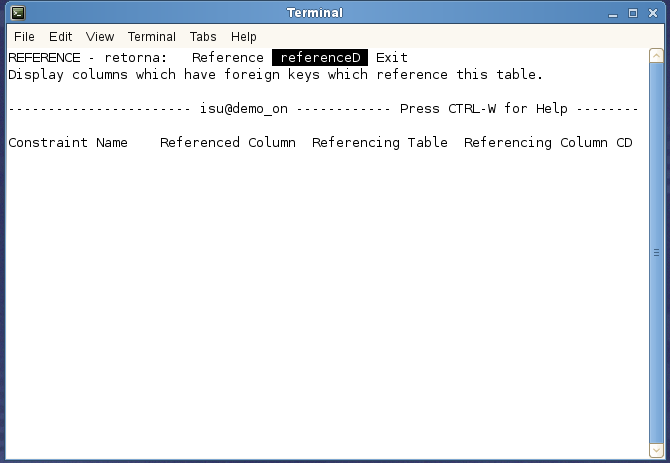 Terminal
File Edit View Terminal Tabs Help
REFERENCE - retorna:   Reference  referenceD  Exit
Display columns which have foreign keys which reference this table.
----------------------- isu@demo_on ------------ Press CTRL-W for Help --------
Constraint Name    Referenced Column  Referencing Table  Referencing Column CD